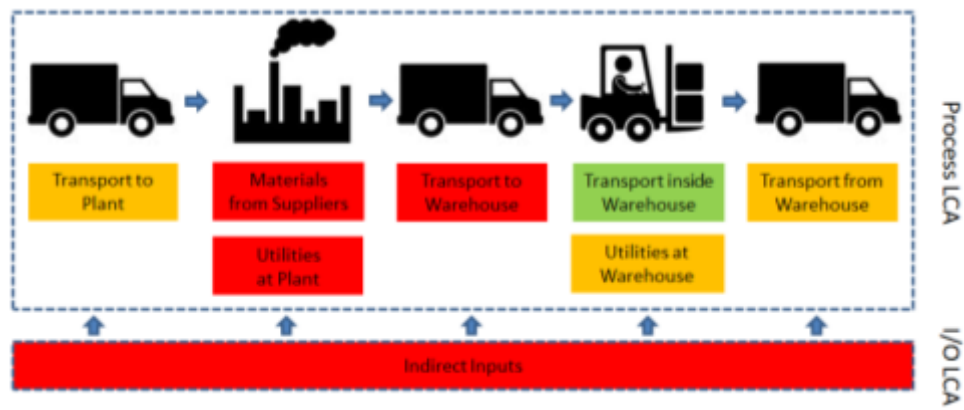 Transport to
Plant
Materials
from Suppliers
Transport to
Warehouse
Transport inside
Warehouse
Transport from
Warehouse
Utilities
at Plant
Utilities at
Warehouse
Process LCA
Indirect Inputs
I/O LCA